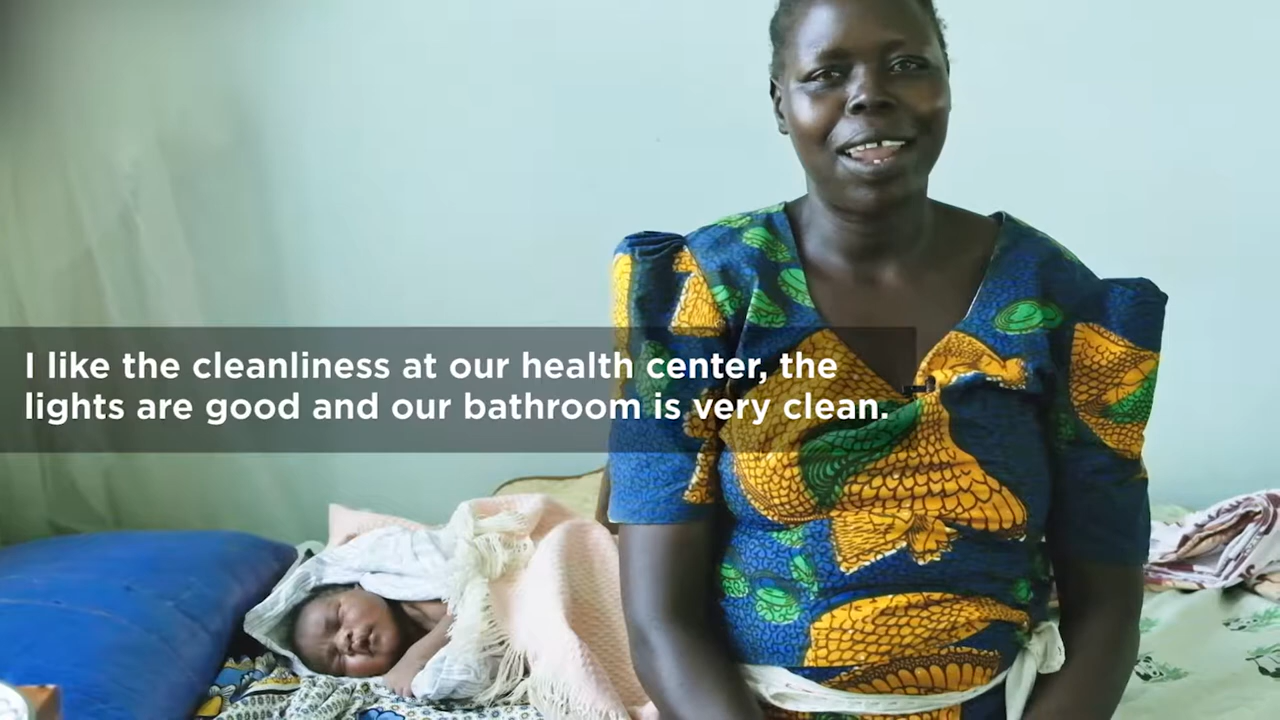 I like the cleanliness at our health center, the
lights are good and our bathroom is very clean.